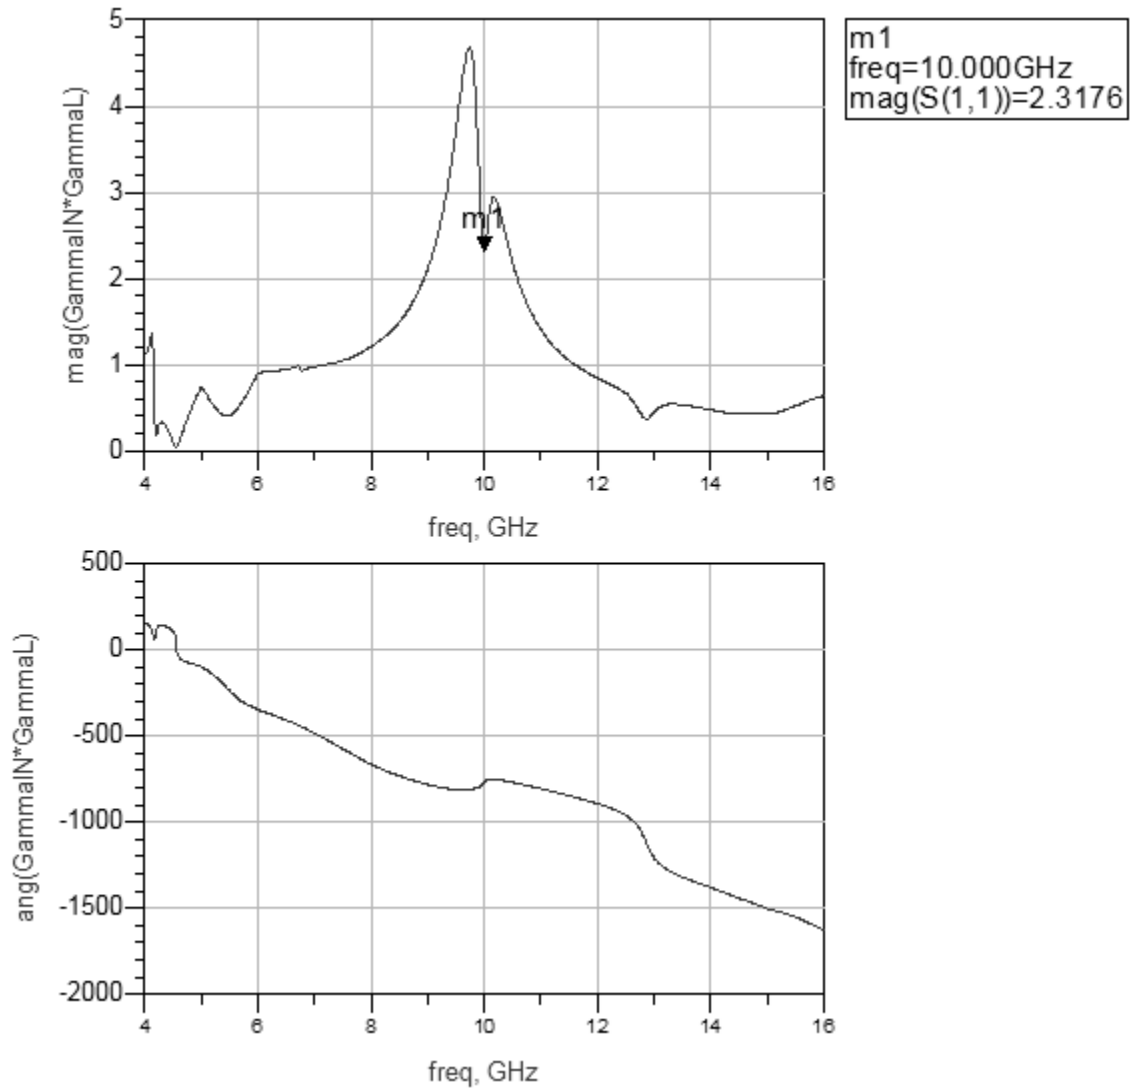 5
4
3
2
1
0
mag(GammaIN*GammaL)
m1
4 6 8 10 12 14 16
freq, GHz
m1
freq=10.000GHz
mag(S(1,1))=2.3176
500
0
-500
-1000
-1500
-2000
ang(GammaIN*GammaL)
4 6 8 10 12 14 16
freq, GHz